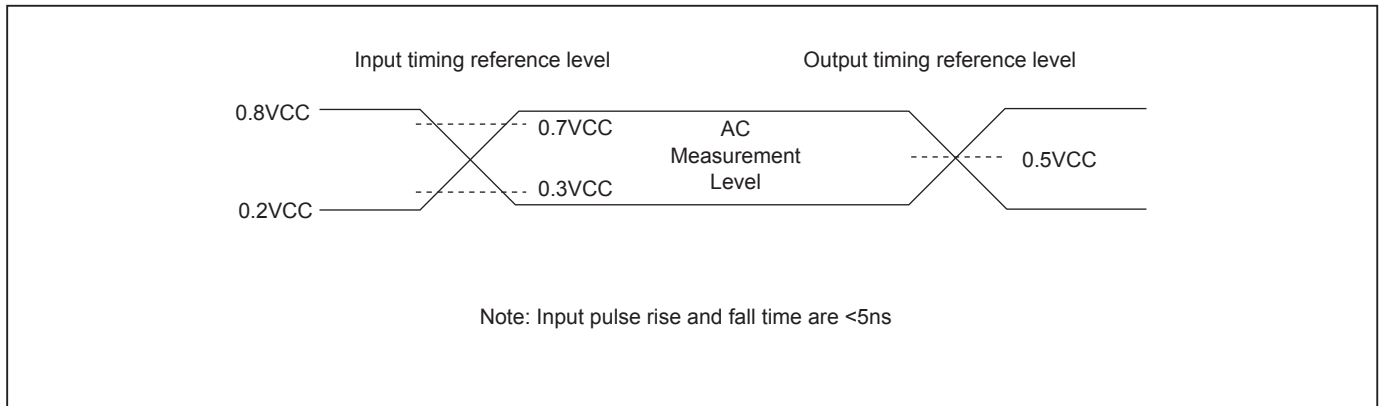 Input timing reference level
Output timing reference level
0.8VCC
0.7VCC
AC
Measurement
Level
0.5VCC
0.3VCC
0.2VCC
Note: Input pulse rise and fall time are <5ns